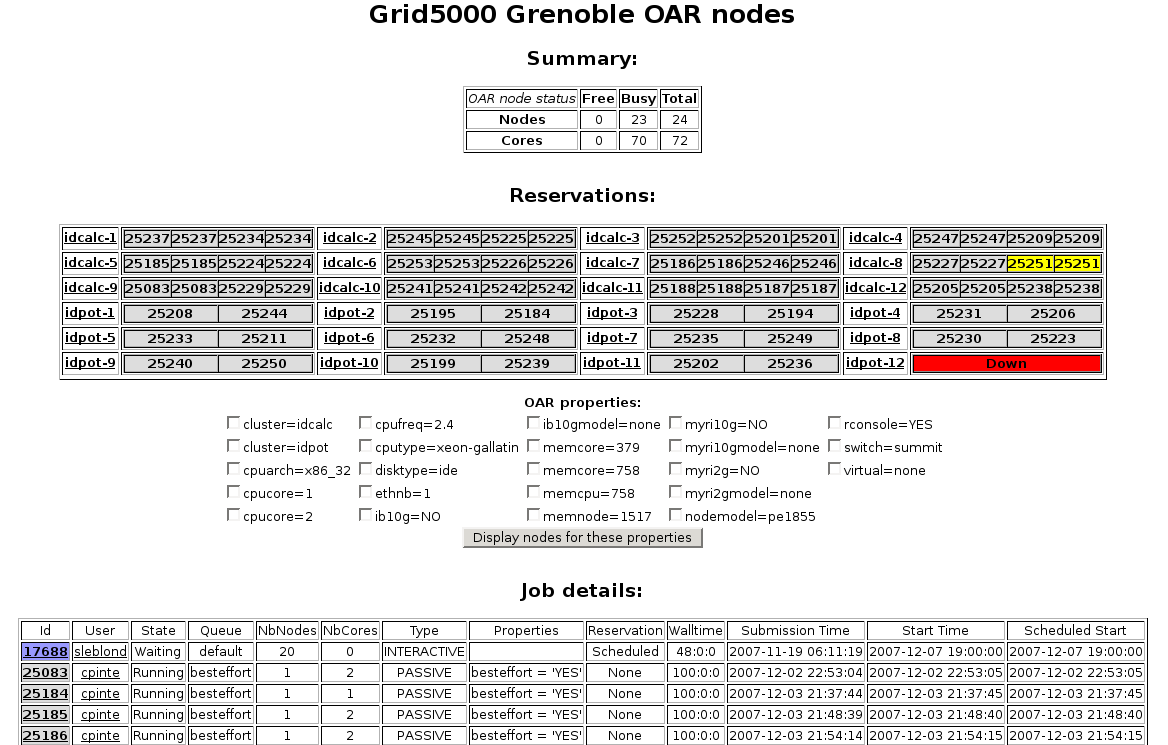 Grid5000 Grenoble OAR nodes
Summary:
OAR node status Free Busy Total
Nodes 0 23 24
Cores 0 70 72
Reservations:
idcalc-1 25237 25237 25234 25234 idcalc-2 25245 25245 25225 25225 idcalc-3 25252 25252 25201 25201 idcalc-4 25247 25247 25209 25209
idcalc-5 25185 25185 25224 25224 idcalc-6 25253 25253 25226 25226 idcalc-7 25186 25186 25246 25246 idcalc-8 25227 25227 25251 25251
idcalc-9 25083 25083 25229 25229 idcalc-10 25241 25241 25242 25242 idcalc-11 25188 25188 25187 25187 idcalc-12 25205 25205 25238 25238
idpot-1 25208 25244 idpot-2 25195 25184 idpot-3 25228 25194 idpot-4 25231 25206
idpot-5 25233 25211 idpot-6 25232 25248 idpot-7 25235 25249 idpot-8 25230 25223
idpot-9 25240 25250 idpot-10 25199 25239 idpot-11 25202 25236 idpot-12 Down
OAR properties:
cluster=idcalc cpufreq=2.4 ib10gmodel=none myri10g=NO rconsole=YES
cluster=idpot cputype=xeon-gallatin memcore=379 myri10gmodel=none switch=summit
cpuarch=x86_32 disktype=ide memcore=758 myri2g=NO virtual=none
cpucore=1 ethnb=1 memcpu=758 myri2gmodel=none
cpucore=2 ib10g=NO memnode=1517 nodemodel=pe1855
Display nodes for these properties
Job details:
Id User State Queue NbNodes NbCores Type Properties Reservation Walltime Submission Time Start Time Scheduled Start
17688 sleblond Waiting default 20 0 INTERACTIVE Scheduled 48:0:0 2007-11-19 06:11:19 2007-12-07 19:00:00 2007-12-07 19:00:00
25083 cpinte Running besteffort 1 2 PASSIVE besteffort = 'YES' None 100:0:0 2007-12-02 22:53:04 2007-12-02 22:53:05 2007-12-02 22:53:05
25184 cpinte Running besteffort 1 1 PASSIVE besteffort = 'YES' None 100:0:0 2007-12-03 21:37:44 2007-12-03 21:37:45 2007-12-03 21:37:45
25185 cpinte Running besteffort 1 2 PASSIVE besteffort = 'YES' None 100:0:0 2007-12-03 21:48:39 2007-12-03 21:48:40 2007-12-03 21:48:40
25186 cpinte Running besteffort 1 2 PASSIVE besteffort = 'YES' None 100:0:0 2007-12-03 21:54:14 2007-12-03 21:54:15 2007-12-03 21:54:15